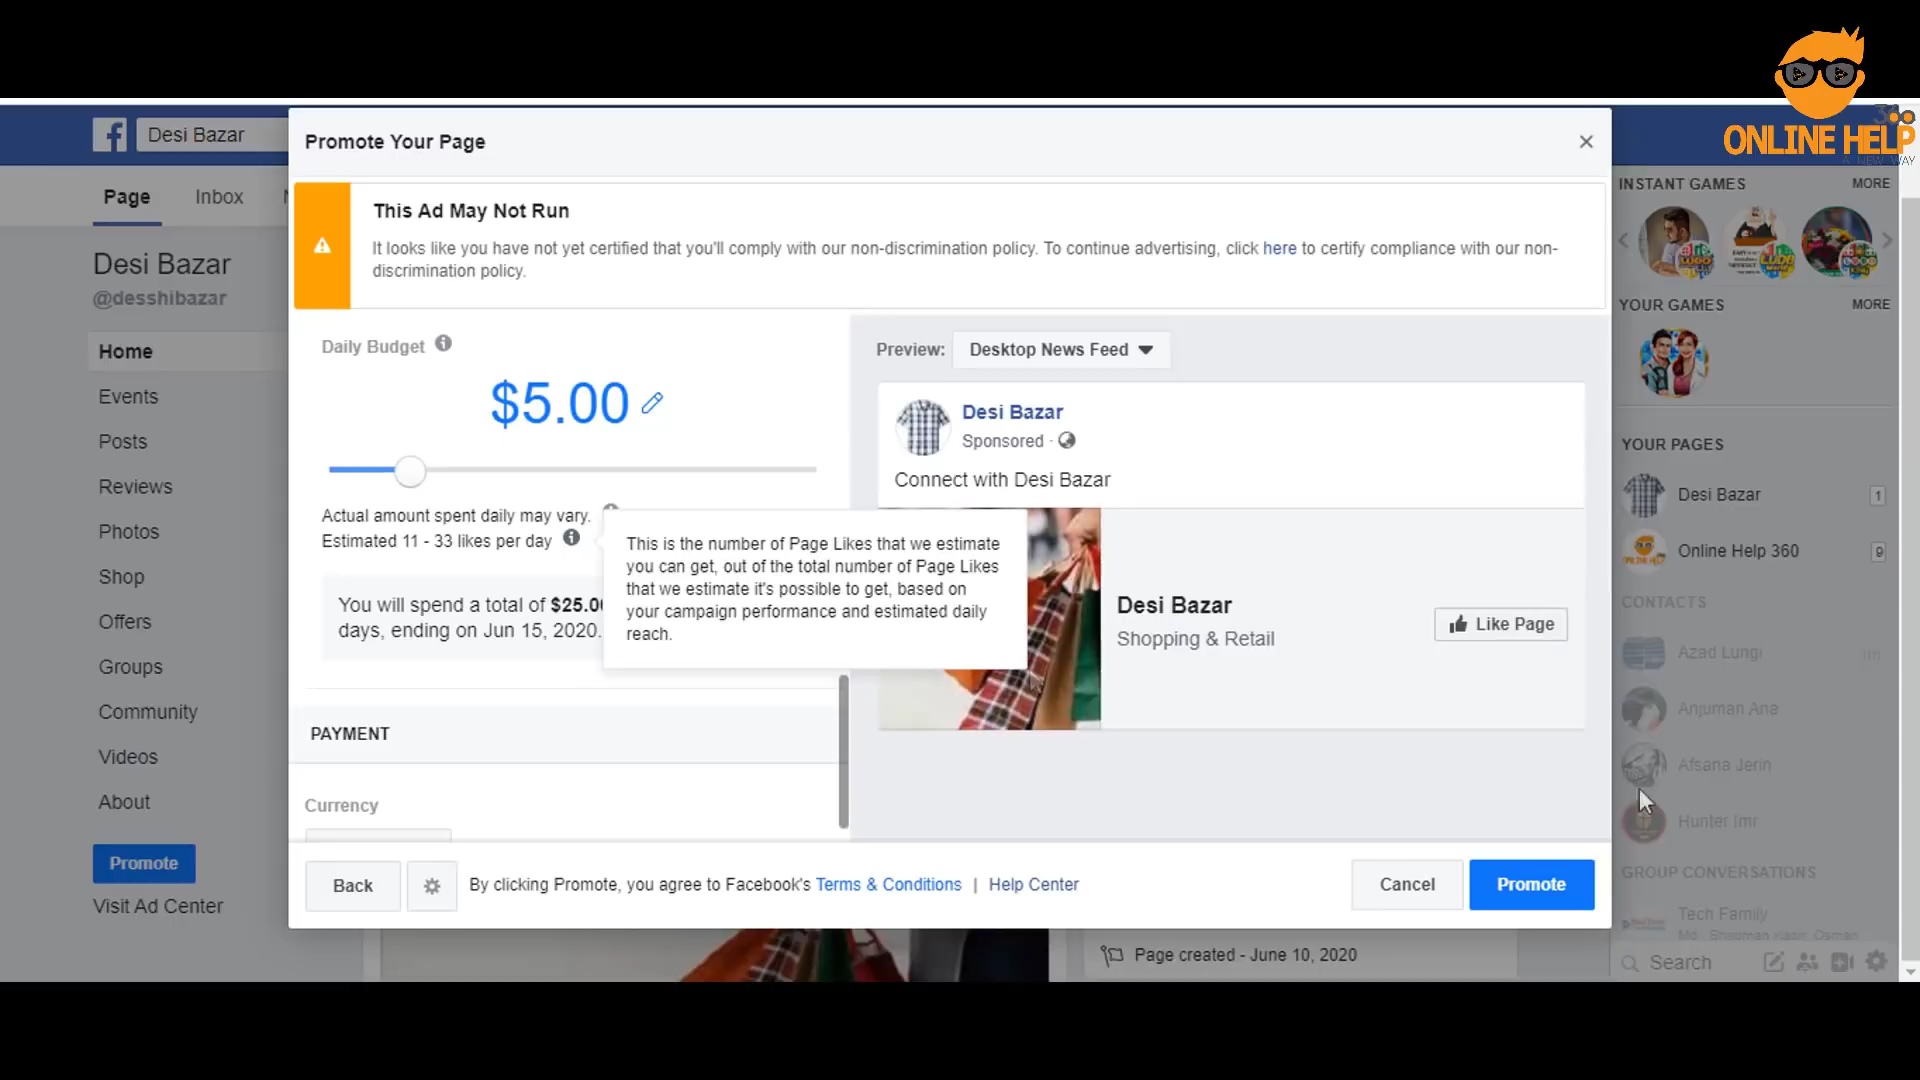 ONLINE HELP
A NEW WAY
Desi Bazar
Promote Your Page
This Ad May Not Run
It looks like you have not yet certified that you'll comply with our non-discrimination policy. To continue advertising, click here to certify compliance with our non-
discrimination policy.
Page
Inbox
Desi Bazar
@desshibazar
Home
Events
Posts
Reviews
Photos
Shop
Offers
Groups
Community
Videos
About
Promote
Visit Ad Center
Daily Budget
$5.00
Actual amount spent daily may vary.
Estimated 11 - 33 likes per day
You will spend a total of $25.0
days, ending on Jun 15, 2020.
This is the number of Page Likes that we estimate
you can get, out of the total number of Page Likes
that we estimate it's possible to get, based on
your campaign performance and estimated daily
reach.
PAYMENT
Currency
Preview: Desktop News Feed
Desi Bazar
Sponsored ·
Connect with Desi Bazar
Desi Bazar
Shopping & Retail
Like Page
Back
By clicking Promote, you agree to Facebook's Terms & Conditions | Help Center
Cancel
Promote
Page created - June 10, 2020
INSTANT GAMES MORE
YOUR GAMES MORE
YOUR PAGES
Desi Bazar 1
Online Help 360 9
CONTACTS
Azad Lungi
Anjuman Ana
Afsana Jerin
Hunter Imr
GROUP CONVERSATIONS
Tech Family
Search